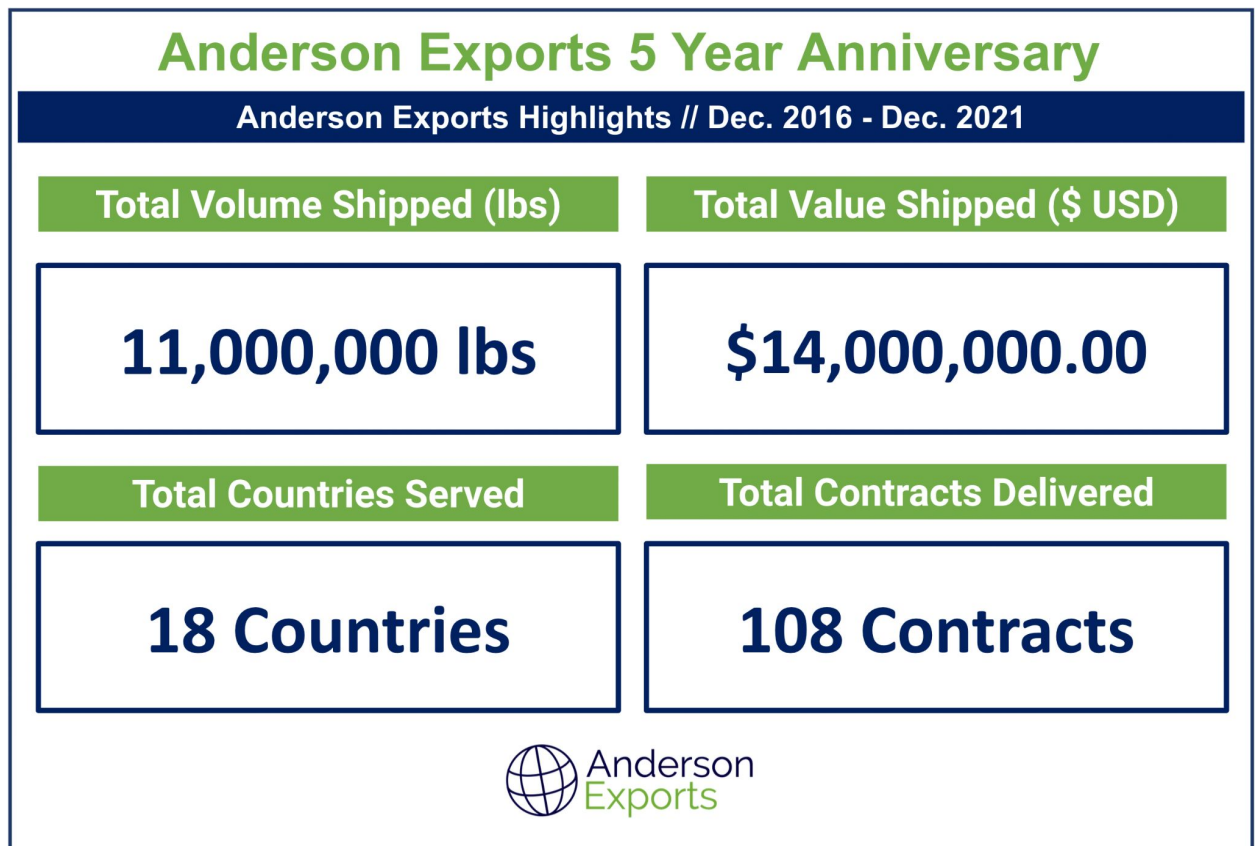 Anderson Exports 5 Year Anniversary
Anderson Exports Highlights // Dec. 2016 - Dec. 2021
Total Volume Shipped (lbs)
Total Value Shipped ($ USD)
11,000,000 lbs
$14,000,000.00
Total Countries Served
Total Contracts Delivered
18 Countries
108 Contracts
Anderson
Exports